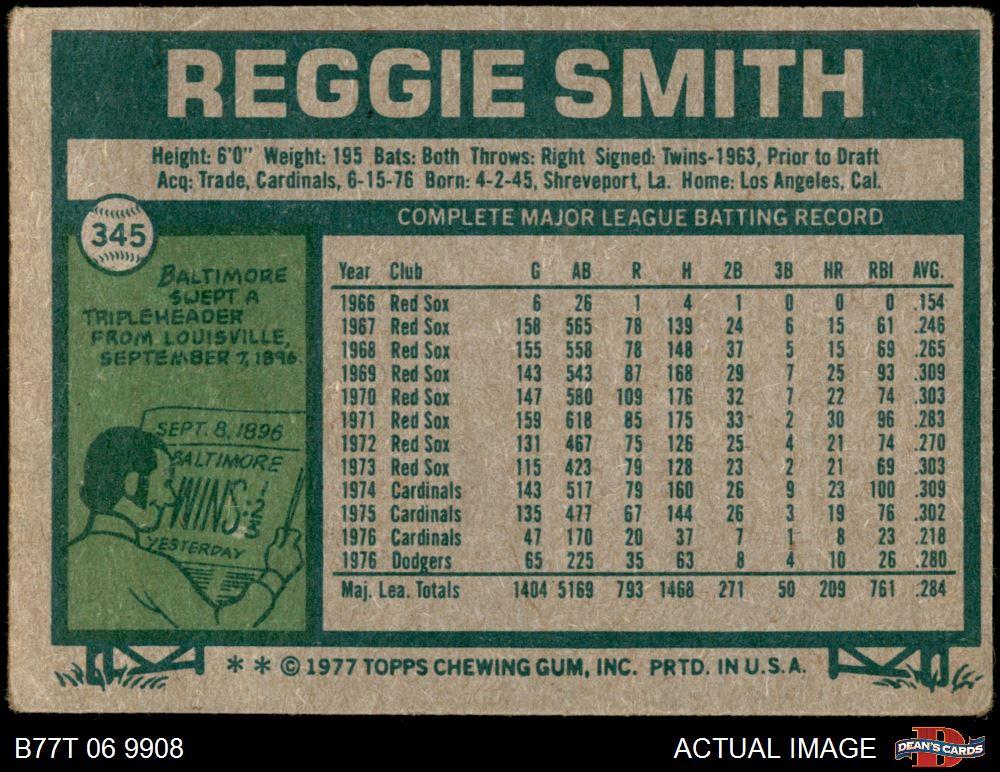 REGGIE SMITH
Height: 6'0" Weight: 195 Bats: Both Throws: Right Signed: Twins-1963, Prior to Draft
Acq: Trade, Cardinals, 6-15-76 Born: 4-2-45, Shreveport, La. Home: Los Angeles, Cal.
345
COMPLETE MAJOR LEAGUE BATTING RECORD
BALTIMORE
SWEPT A
TRIPLEHEADER
FROM LOUISVILLE,
SEPTEMBER 7, 1896
SEPT. 8, 1896
BALTIMORE
WINS: 1
2
3
YESTERDAY
Year Club G AB R H 2B 3B HR RBI AVG.
1966 Red Sox 6 26 1 4 1 0 0 0 .154
1967 Red Sox 158 565 78 139 24 6 15 61 .246
1968 Red Sox 155 558 78 148 37 5 15 69 .265
1969 Red Sox 143 543 87 168 29 7 25 93 .309
1970 Red Sox 147 580 109 176 32 7 22 74 .303
1971 Red Sox 159 618 85 175 33 2 30 96 .283
1972 Red Sox 131 467 75 126 25 4 21 74 .270
1973 Red Sox 115 423 79 128 23 2 21 69 .303
1974 Cardinals 143 517 79 160 26 9 23 100 .309
1975 Cardinals 135 477 67 144 26 3 19 76 .302
1976 Cardinals 47 170 20 37 7 1 8 23 .218
1976 Dodgers 65 225 35 63 8 4 10 26 .280
Maj. Lea. Totals 1404 5169 793 1468 271 50 209 761 .284
* * © 1977 TOPPS CHEWING GUM, INC. PRTD. IN U.S.A.
B77T 06 9908
ACTUAL IMAGE
D
DEAN'S CARDS